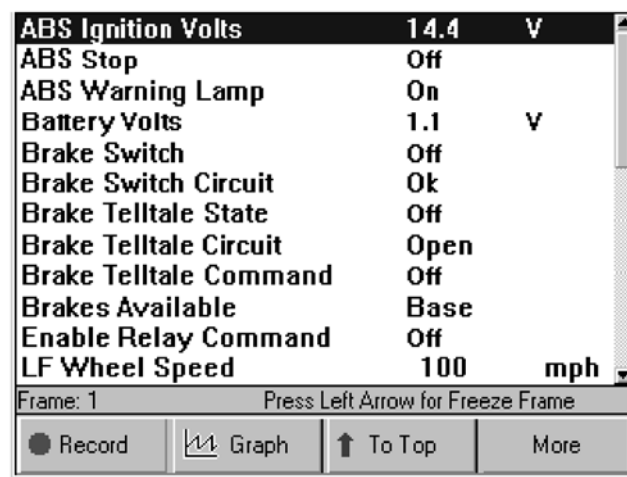 ABS Ignition Volts 14.4 V
ABS Stop Off
ABS Warning Lamp On
Battery Volts 1.1 V
Brake Switch Off
Brake Switch Circuit Ok
Brake Telltale State Off
Brake Telltale Circuit Open
Brake Telltale Command Off
Brakes Available Base
Enable Relay Command Off
LF Wheel Speed 100 mph
Frame: 1 Press Left Arrow for Freeze Frame
Record Graph To Top More